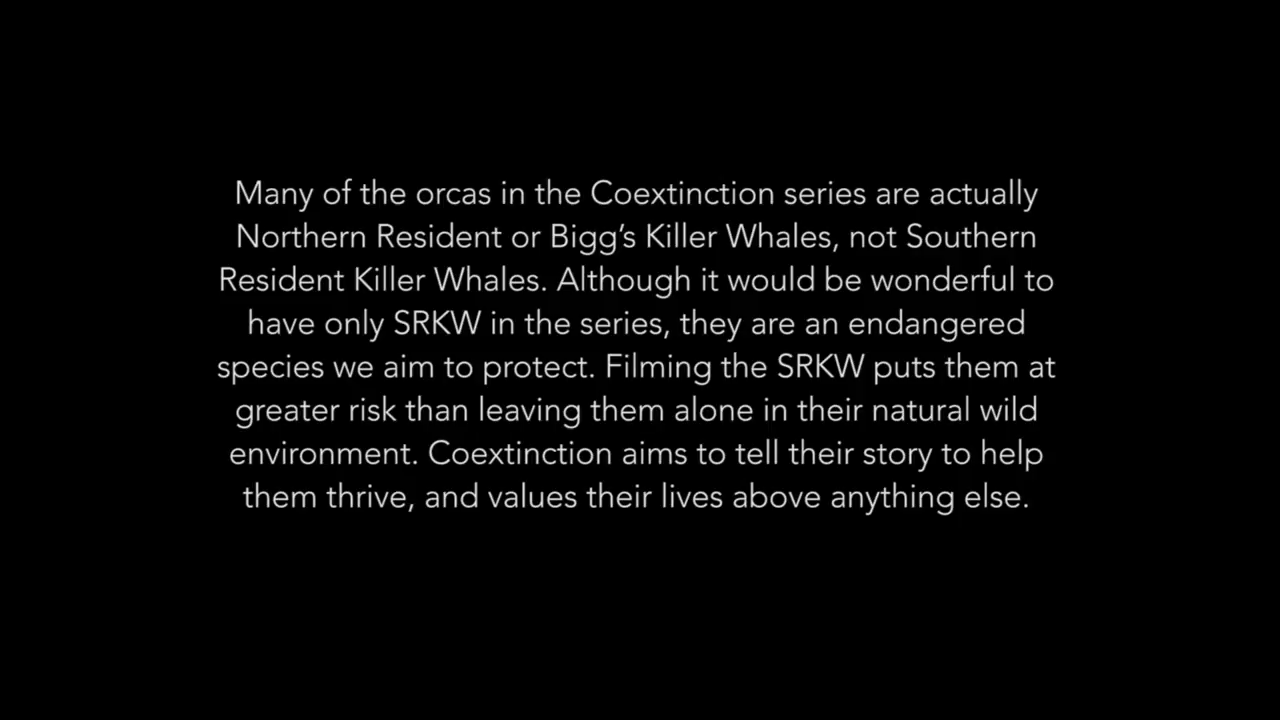 Many of the orcas in the Coextinction series are actually
Northern Resident or Bigg’s Killer Whales, not Southern
Resident Killer Whales. Although it would be wonderful to
have only SRKW in the series, they are an endangered
species we aim to protect. Filming the SRKW puts them at
greater risk than leaving them alone in their natural wild
environment. Coextinction aims to tell their story to help
them thrive, and values their lives above anything else.